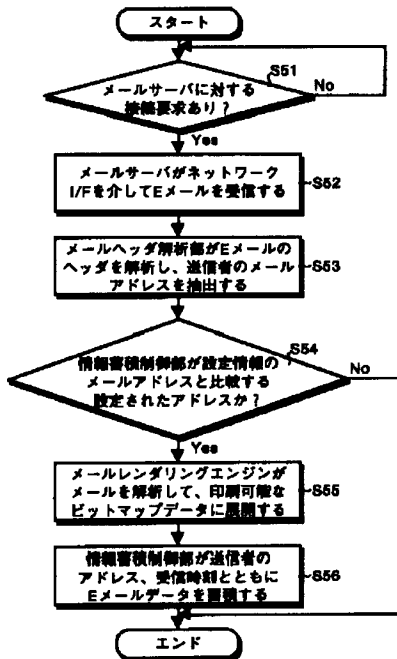 スタート
S51
メールサーバに対する
接続要求あり？
No
Yes
メールサーバがネットワーク
I/Fを介してEメールを受信する
S52
メールヘッダ解析部がEメールの
ヘッダを解析し、送信者のメール
アドレスを抽出する
S53
S54
情報蓄積制御部が設定情報の
メールアドレスと比較する
設定されたアドレスか？
No
Yes
メールレンダリングエンジンが
メールを解析して、印刷可能な
ビットマップデータに展開する
S55
情報蓄積制御部が送信者の
アドレス、受信時刻とともに
Eメールデータを蓄積する
S56
エンド